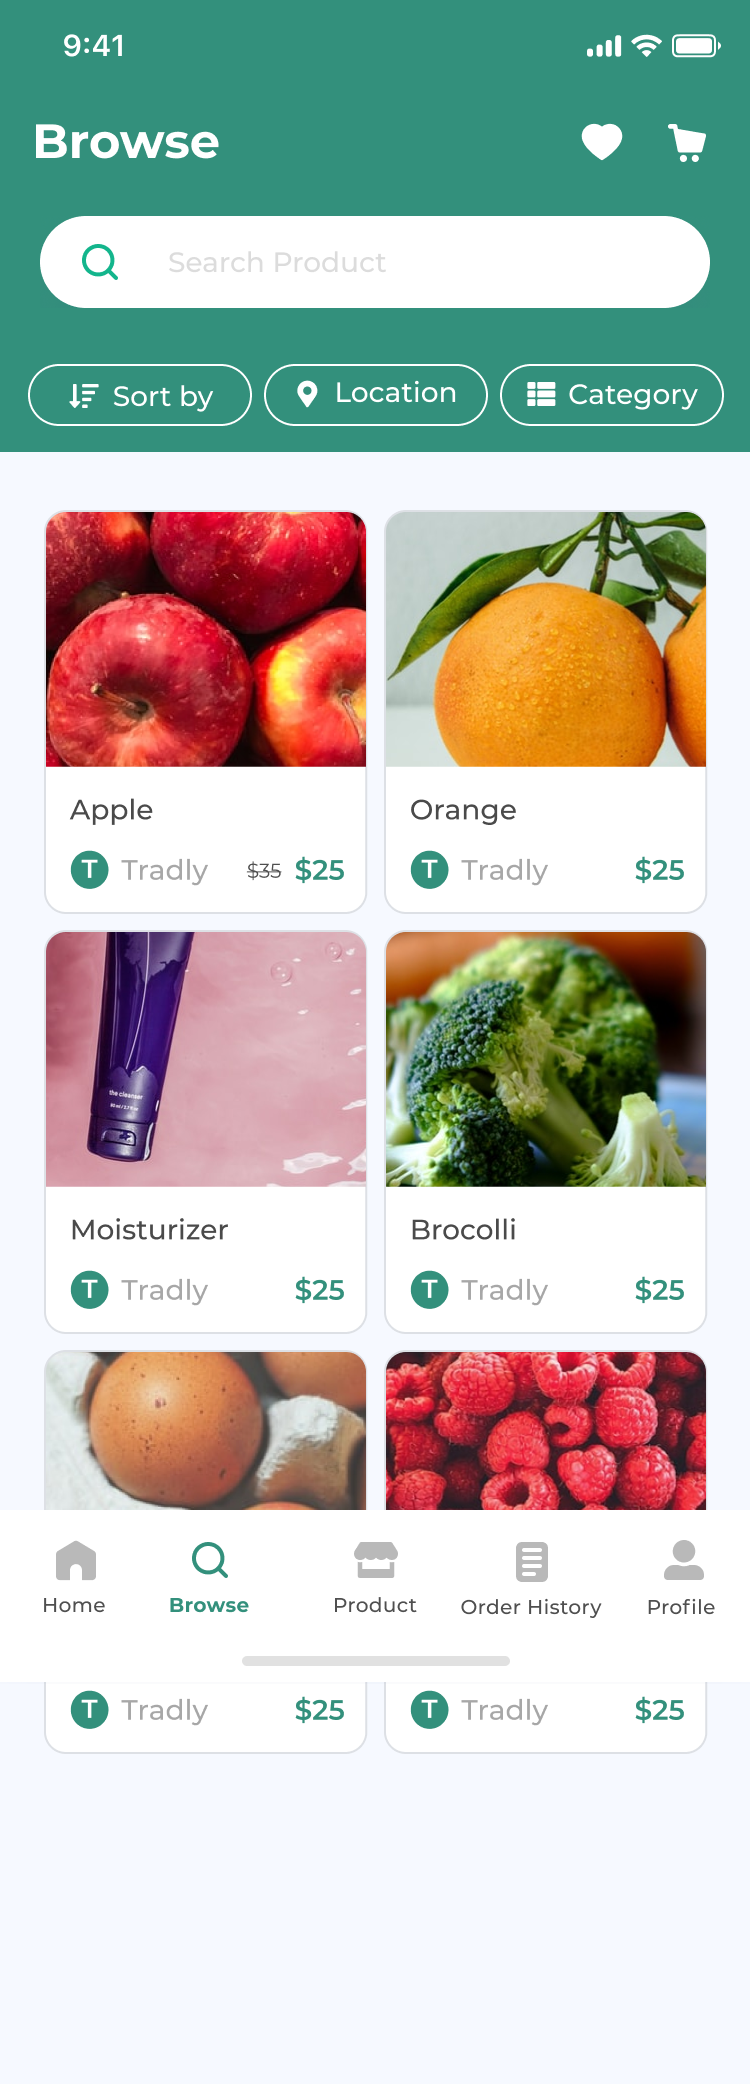 9:41
Browse
Search Product
Sort by
Location
Category
Apple
Orange
T Tradly $35 $25
T Tradly $25
the cleanser
Moisturizer
Brocolli
T Tradly $25
T Tradly $25
Home
Browse
Product
Order History
Profile
T Tradly $25
T Tradly $25